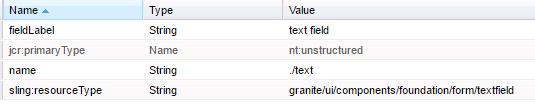 Name Type Value
fieldLabel String text field
jcr:primaryType Name nt:unstructured
name String ./text
sling:resourceType String granite/ui/components/foundation/form/textfield